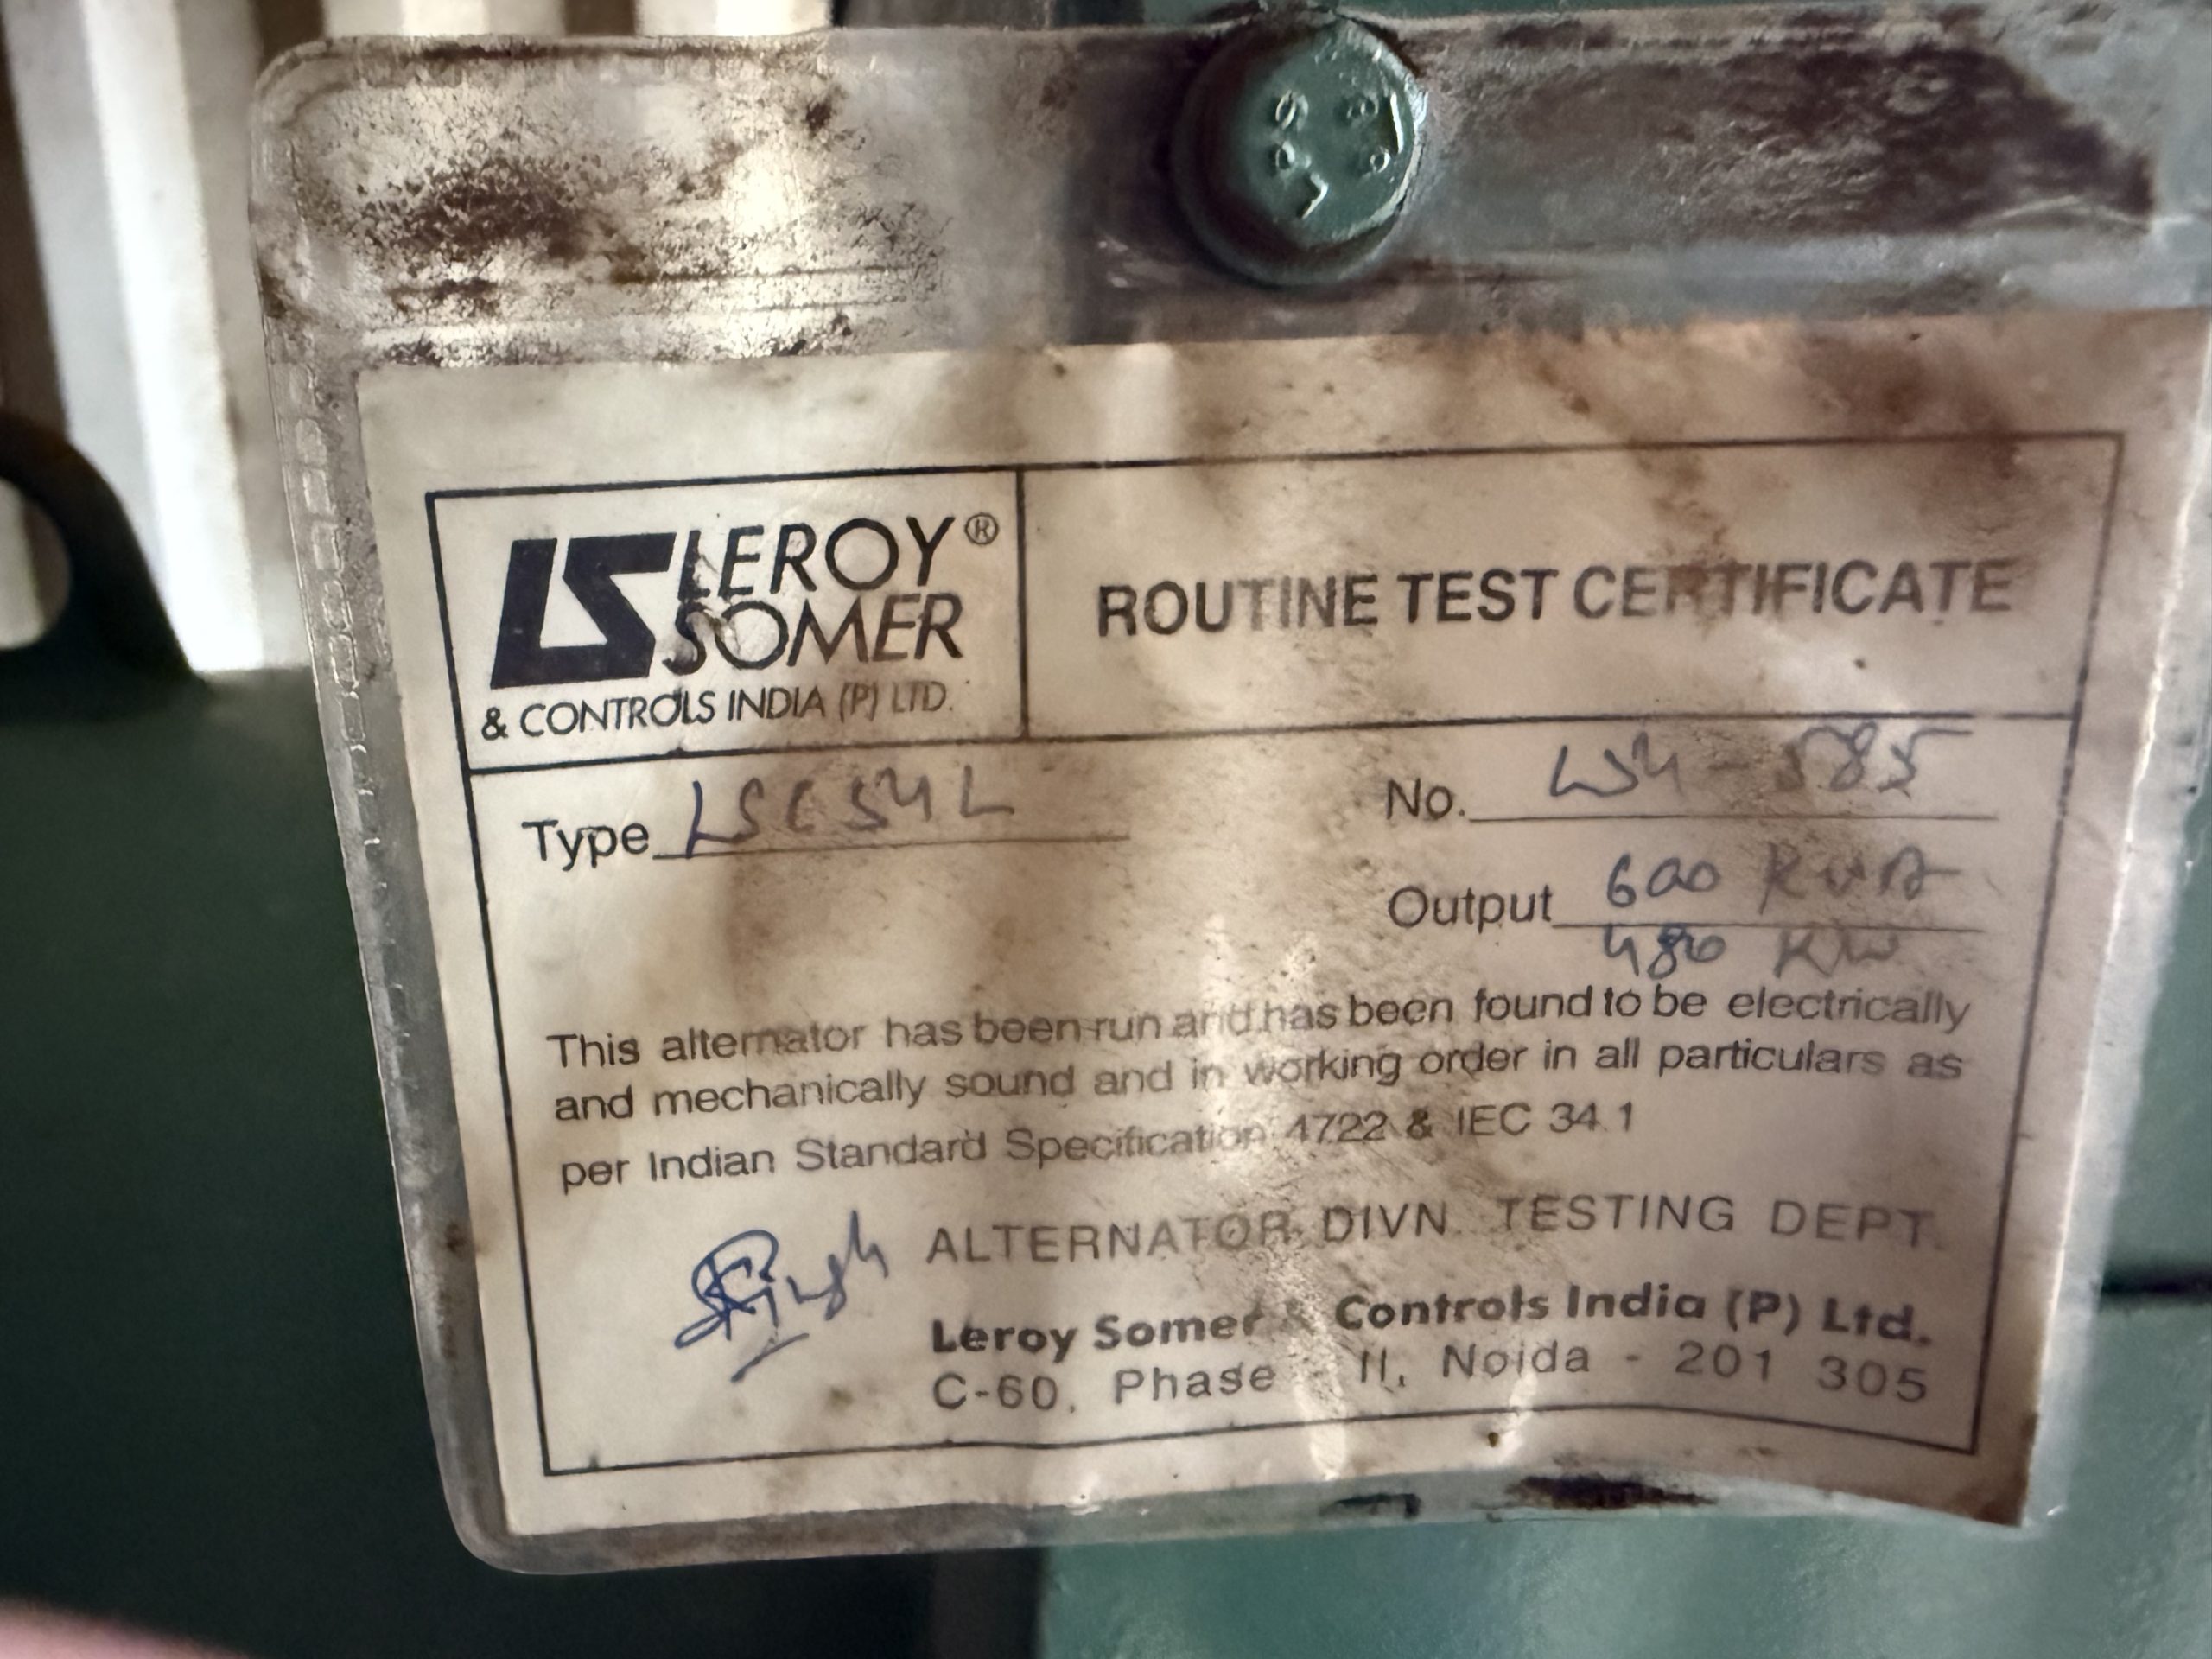 LEROY®
SOMER
& CONTROLS INDIA (P) LTD.
ROUTINE TEST CERTIFICATE
Type LSC54L
No. L54-585
Output 600 KVA
480 KW
This alternator has been run and has been found to be electrically
and mechanically sound and in working order in all particulars as
per Indian Standard Specification 4722 & IEC 34.1
ALTERNATOR DIVN. TESTING DEPT.
Leroy Somer & Controls India (P) Ltd.
C-60, Phase - II, Noida - 201 305